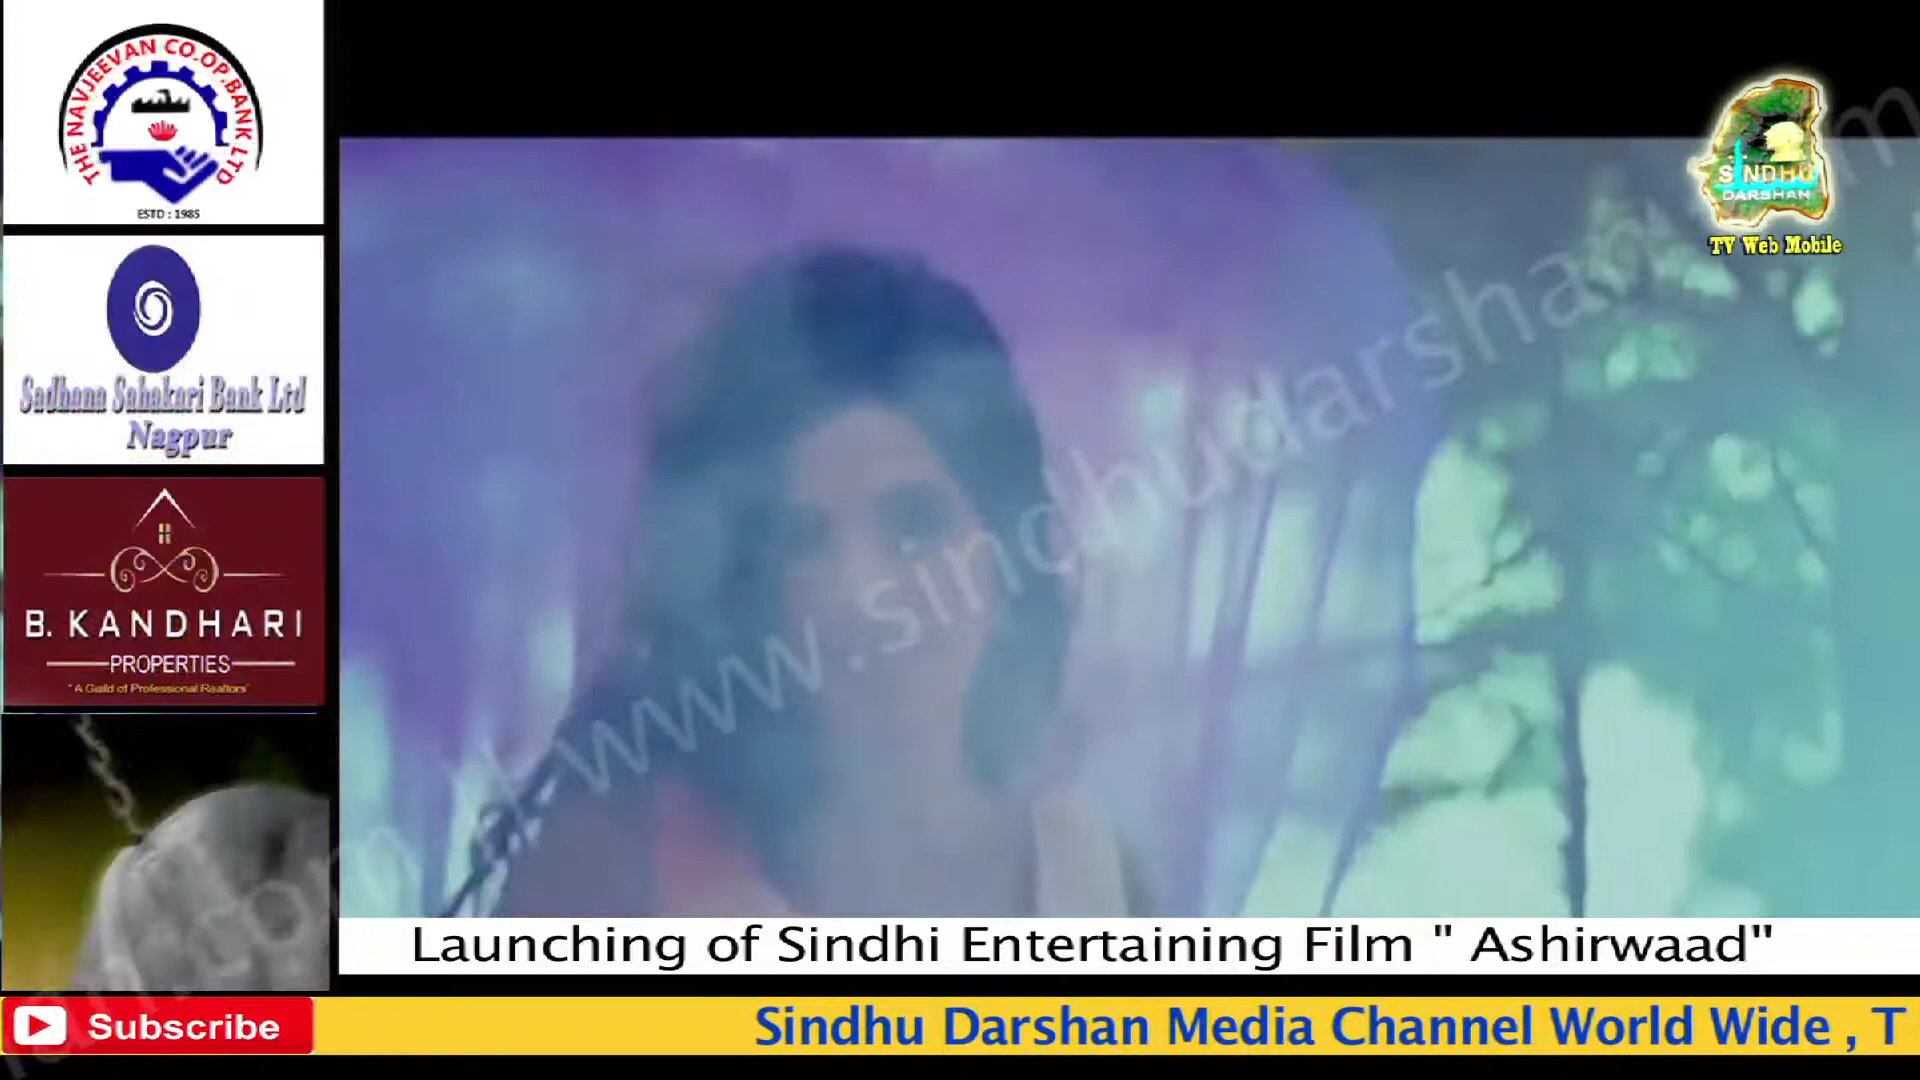 THE NAVJEEVAN CO.OP.BANK LTD
ESTD : 1985
Sadhana Sahakari Bank Ltd
Nagpur
B. KANDHARI
PROPERTIES
"A Guild of Professional Realtors"
SINDHU
DARSHAN
TV Web Mobile
www.sindhudarshan
Launching of Sindhi Entertaining Film " Ashirwaad"
Subscribe
Sindhu Darshan Media Channel World Wide , T